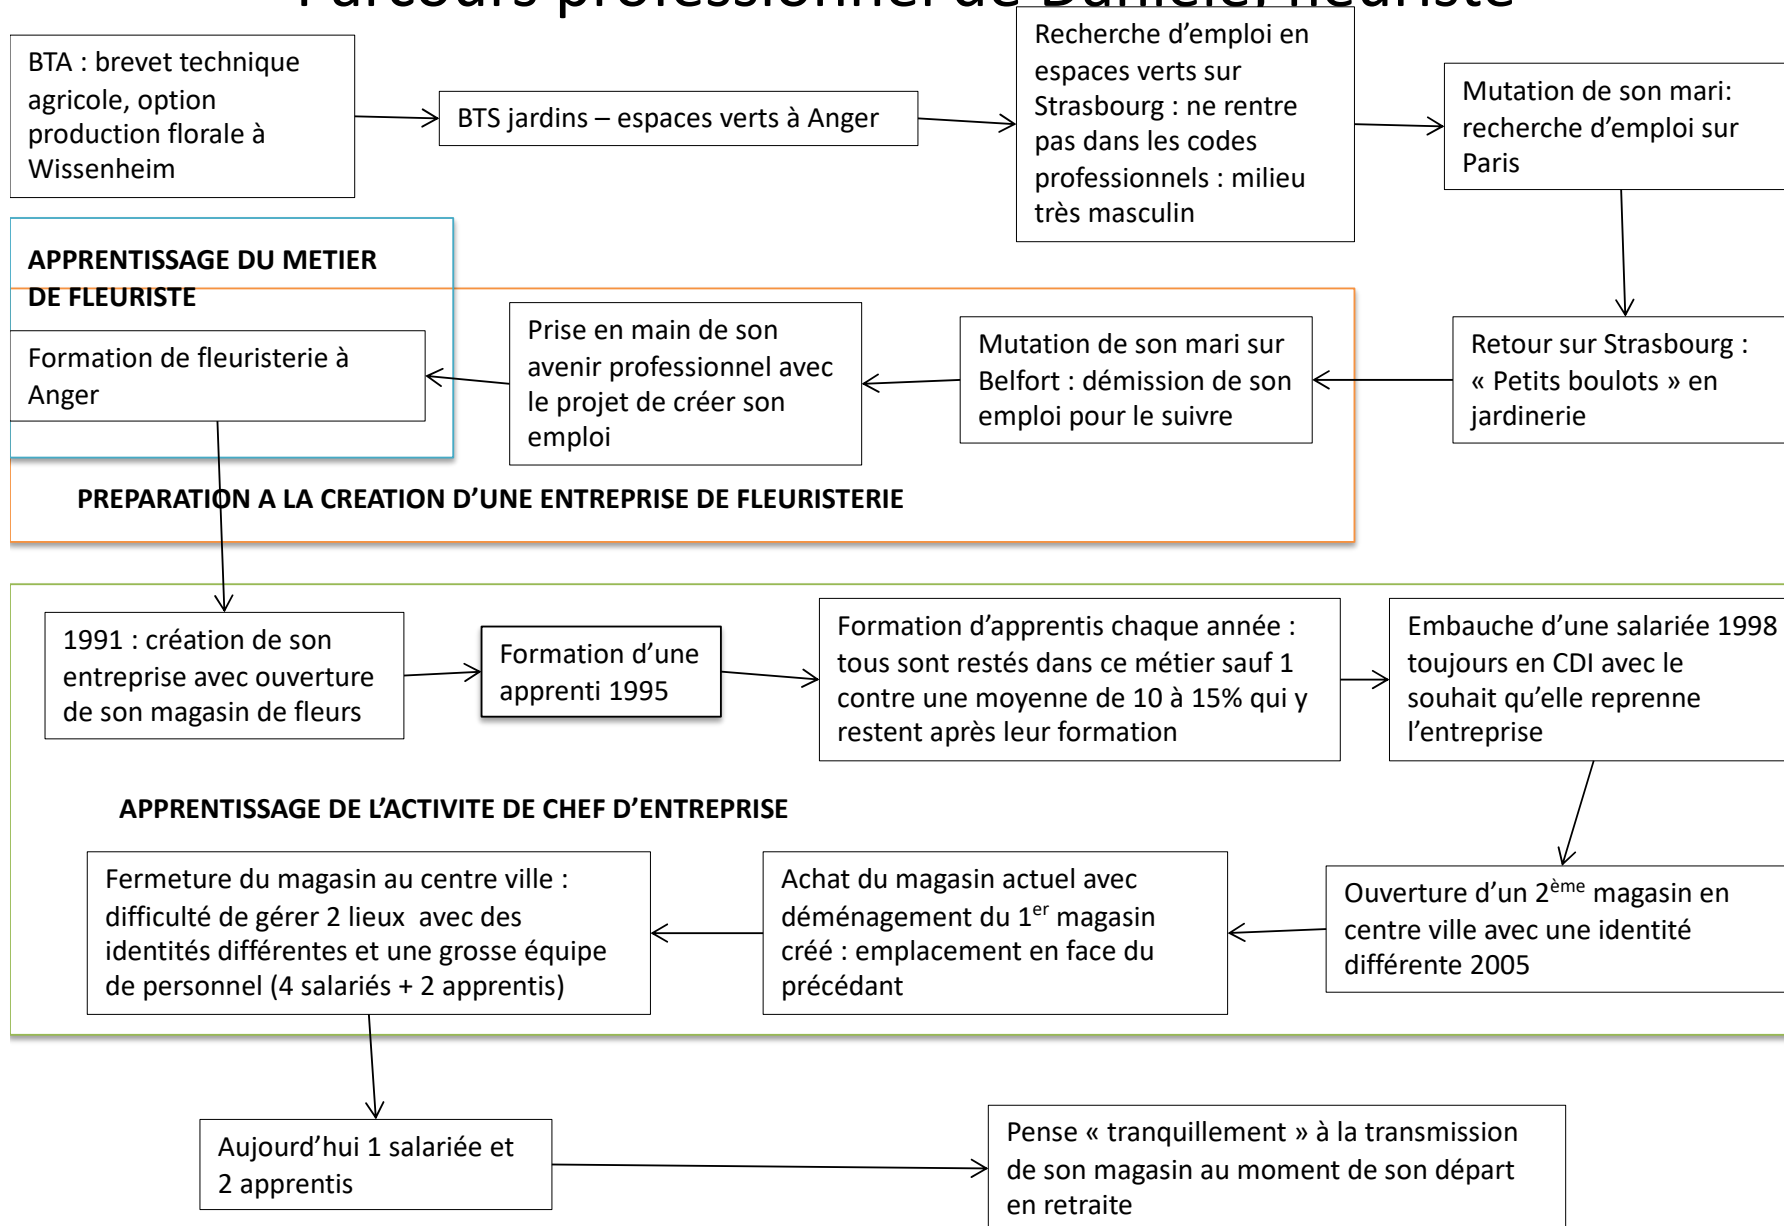 Parcours professionnel de Danièle, fleuriste
BTA : brevet technique
agricole, option
production florale à
Wissenheim
BTS jardins – espaces verts à Anger
Recherche d’emploi en
espaces verts sur
Strasbourg : ne rentre
pas dans les codes
professionnels : milieu
très masculin
Mutation de son mari:
recherche d’emploi sur
Paris
Retour sur Strasbourg :
« Petits boulots » en
jardinerie
Mutation de son mari sur
Belfort : démission de son
emploi pour le suivre
Prise en main de son
avenir professionnel avec
le projet de créer son
emploi
APPRENTISSAGE DU METIER
DE FLEURISTE
Formation de fleuristerie à
Anger
PREPARATION A LA CREATION D’UNE ENTREPRISE DE FLEURISTERIE
1991 : création de son
entreprise avec ouverture
de son magasin de fleurs
Formation d’une
apprenti 1995
Formation d’apprentis chaque année :
tous sont restés dans ce métier sauf 1
contre une moyenne de 10 à 15% qui y
restent après leur formation
Embauche d’une salariée 1998
toujours en CDI avec le
souhait qu’elle reprenne
l’entreprise
APPRENTISSAGE DE L’ACTIVITE DE CHEF D’ENTREPRISE
Ouverture d’un 2ème magasin en
centre ville avec une identité
différente 2005
Achat du magasin actuel avec
déménagement du 1er magasin
créé : emplacement en face du
précédant
Fermeture du magasin au centre ville :
difficulté de gérer 2 lieux  avec des
identités différentes et une grosse équipe
de personnel (4 salariés + 2 apprentis)
Aujourd’hui 1 salariée et
2 apprentis
Pense « tranquillement » à la transmission
de son magasin au moment de son départ
en retraite